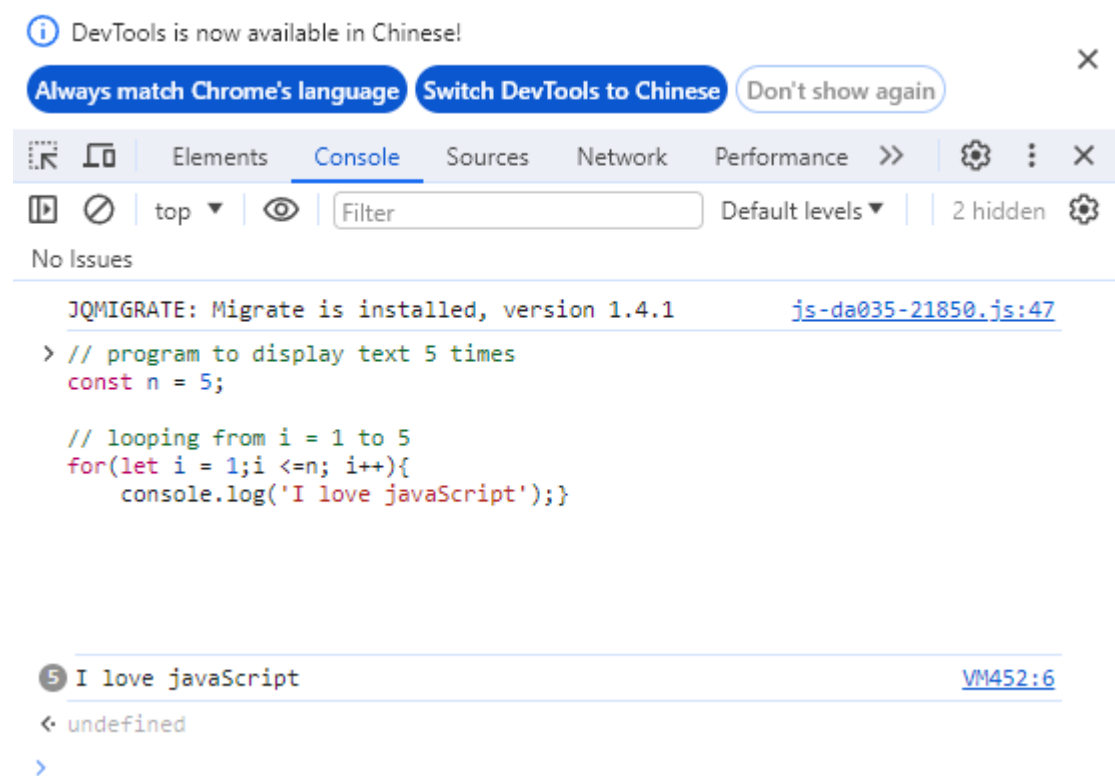 DevTools is now available in Chinese!
Always match Chrome's language Switch DevTools to Chinese Don't show again
Elements Console Sources Network Performance
top Filter Default levels 2 hidden
No Issues
JQMIGRATE: Migrate is installed, version 1.4.1 js-da035-21850.js:47
// program to display text 5 times
const n = 5;
// looping from i = 1 to 5
for(let i = 1;i <=n; i++){
console.log('I love javaScript');}
5 I love javaScript VM452:6
undefined